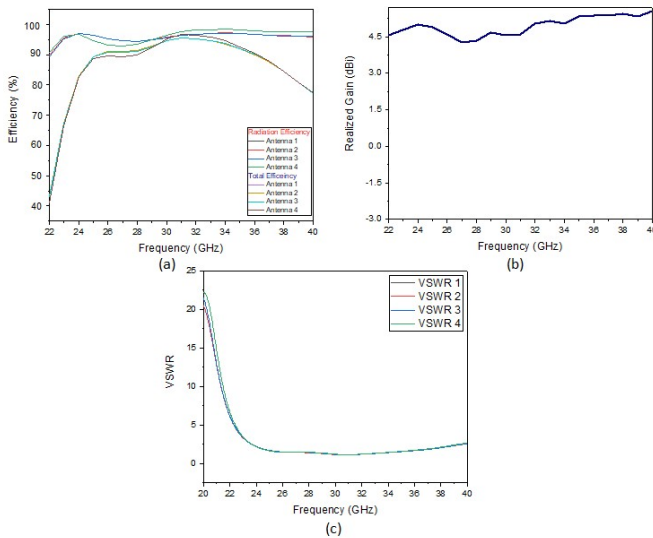 100
90
80
70
60
50
40
Efficiency (%)
Radiation Efficiency
Antenna 1
Antenna 2
Antenna 3
Antenna 4
Total Efficeincy
Antenna 1
Antenna 2
Antenna 3
Antenna 4
22 24 26 28 30 32 34 36 38 40
Frequency (GHz)
(a)
4.5
3.0
1.5
0.0
-1.5
-3.0
Realized Gain (dBi)
22 24 26 28 30 32 34 36 38 40
Frequency (GHz)
(b)
25
20
15
10
5
0
VSWR
VSWR 1
VSWR 2
VSWR 3
VSWR 4
20 22 24 26 28 30 32 34 36 38 40
Frequency (GHz)
(c)